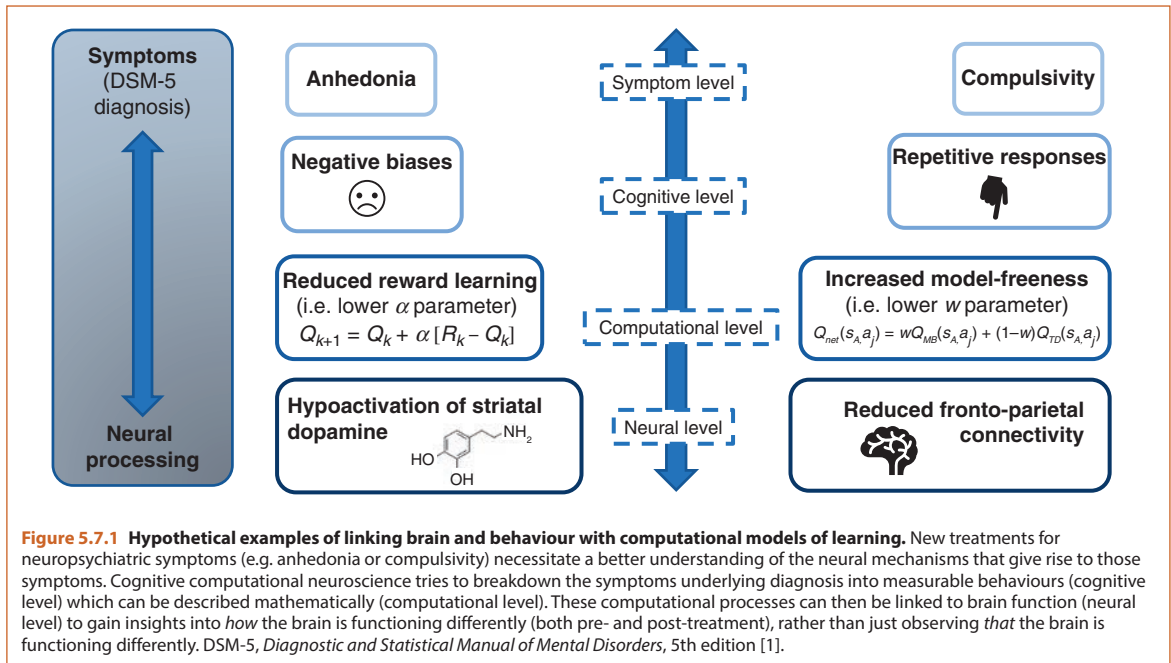 Symptoms
(DSM-5
diagnosis)
Neural
processing
Anhedonia
Negative biases
Reduced reward learning
(i.e. lower α parameter)
Qₖ₊₁ = Qₖ + α [Rₖ – Qₖ]
Hypoactivation of striatal
dopamine
NH₂
HO
OH
Symptom level
Cognitive level
Computational level
Neural level
Compulsivity
Repetitive responses
Increased model-freeness
(i.e. lower w parameter)
Q_net(s_A,a_j) = wQ_MB(s_A,a_j) + (1–w)Q_TD(s_A,a_j)
Reduced fronto-parietal
connectivity
Figure 5.7.1 Hypothetical examples of linking brain and behaviour with computational models of learning. New treatments for
neuropsychiatric symptoms (e.g. anhedonia or compulsivity) necessitate a better understanding of the neural mechanisms that give rise to those
symptoms. Cognitive computational neuroscience tries to breakdown the symptoms underlying diagnosis into measurable behaviours (cognitive
level) which can be described mathematically (computational level). These computational processes can then be linked to brain function (neural
level) to gain insights into how the brain is functioning differently (both pre- and post-treatment), rather than just observing that the brain is
functioning differently. DSM-5, Diagnostic and Statistical Manual of Mental Disorders, 5th edition [1].